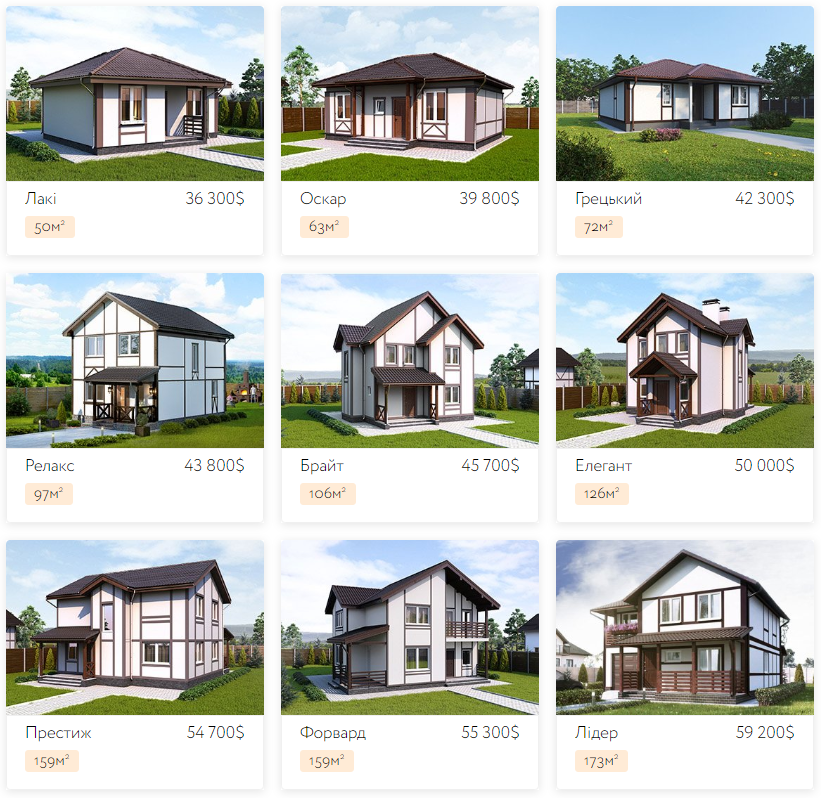 Лакі 36 300$
50м²
Оскар 39 800$
63м²
Грецький 42 300$
72м²
Релакс 43 800$
97м²
Брайт 45 700$
106м²
Елегант 50 000$
126м²
Престиж 54 700$
159м²
Форвард 55 300$
159м²
Лідер 59 200$
173м²